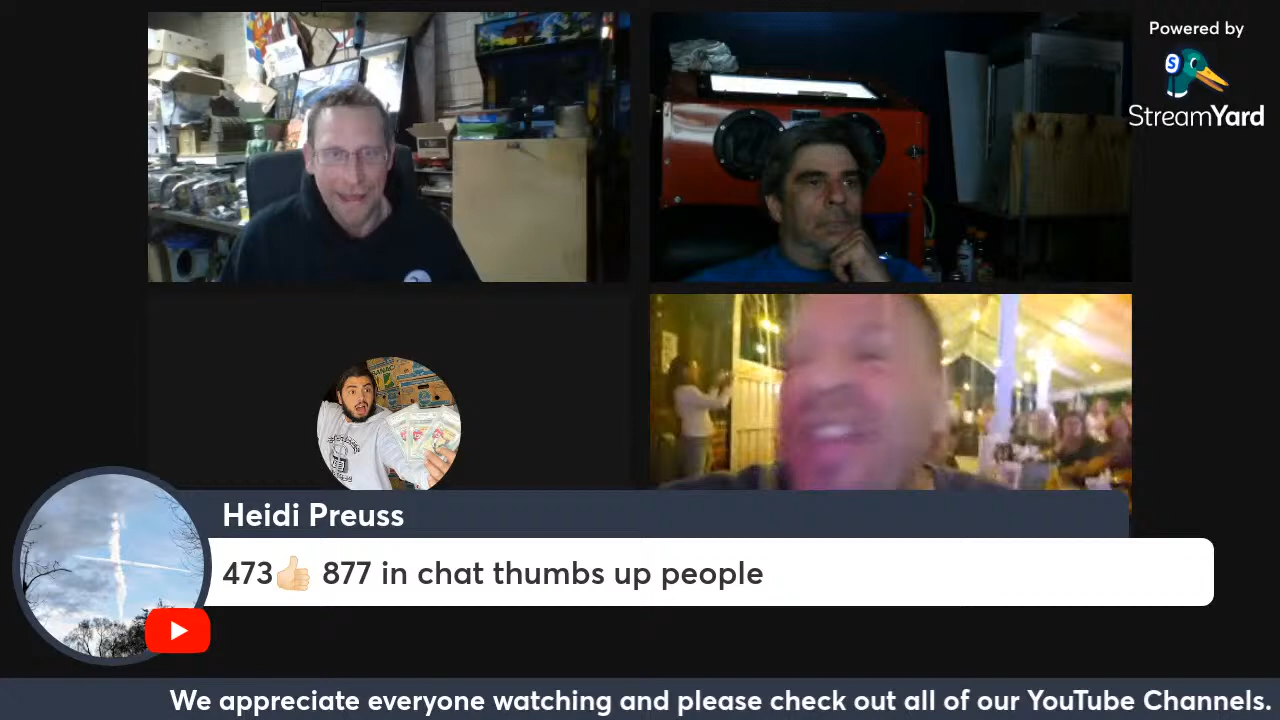 Powered by
StreamYard
Heidi Preuss
473👍🏻 877 in chat thumbs up people
We appreciate everyone watching and please check out all of our YouTube Channels.